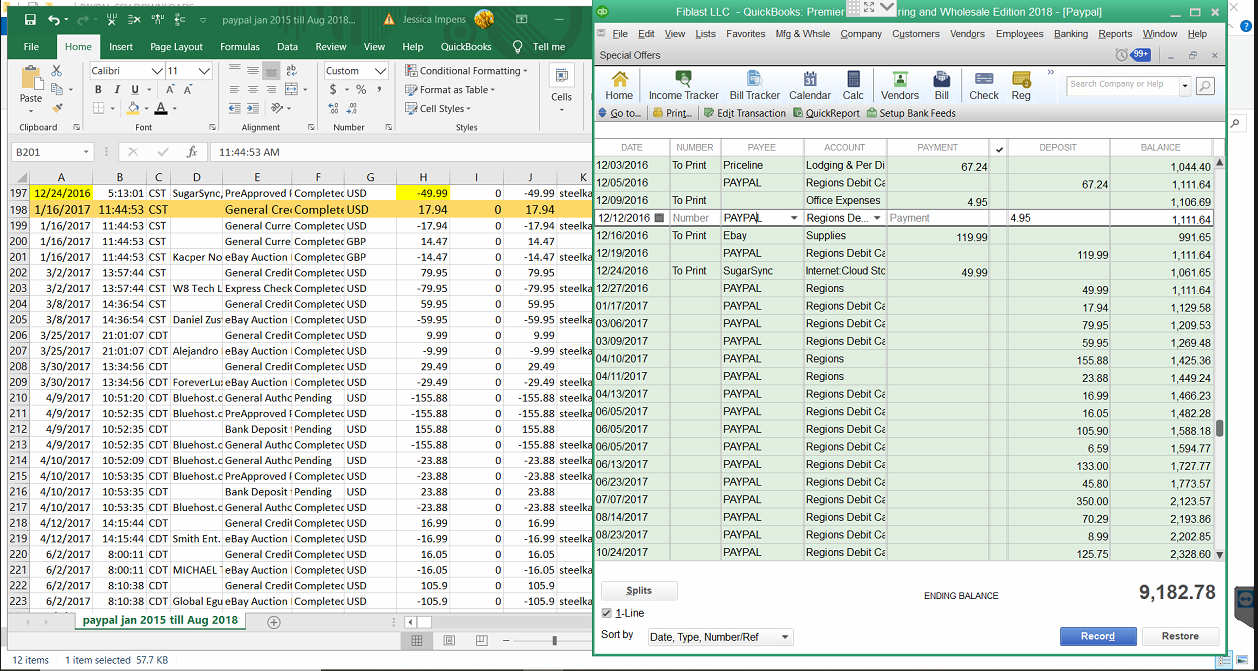 paypal jan 2015 till Aug 2018...
Jessica Impens
File Home Insert Page Layout Formulas Data Review View Help QuickBooks Tell me
Calibri 11 Custom
Conditional Formatting
Format as Table
Cell Styles
Paste Cells
B I U A A
$ % ,
Clipboard Font Alignment Number Styles
B201 fx 11:44:53 AM
A B C D E F G H I J K
197 12/24/2016 5:13:01 CST SugarSync, PreApproved Completed USD -49.99 0 -49.99 steelka
198 1/16/2017 11:44:53 CST General Cre Complete USD 17.94 0 17.94
199 1/16/2017 11:44:53 CST General Curre Completed USD -17.94 0 -17.94 steelka
200 1/16/2017 11:44:53 CST General Curre Completed GBP 14.47 0 14.47
201 1/16/2017 11:44:53 CST Kacper No eBay Auction Completed GBP -14.47 0 -14.47 steelka
202 3/2/2017 13:57:44 CST General Credit Completed USD 79.95 0 79.95
203 3/2/2017 13:57:44 CST W8 Tech L Express Check Completed USD -79.95 0 -79.95 steelka
204 3/8/2017 14:36:54 CST General Credit Completed USD 59.95 0 59.95
205 3/8/2017 14:36:54 CST Daniel Zus eBay Auction Completed USD -59.95 0 -59.95 steelka
206 3/25/2017 21:01:07 CDT General Credit Completed USD 9.99 0 9.99
207 3/25/2017 21:01:07 CDT Alejandro eBay Auction Completed USD -9.99 0 -9.99 steelka
208 3/30/2017 13:34:56 CDT General Credit Completed USD 29.49 0 29.49
209 3/30/2017 13:34:56 CDT ForeverLu eBay Auction Completed USD -29.49 0 -29.49 steelka
210 4/9/2017 10:51:20 CDT Bluehost.c General Autho Pending USD -155.88 0 -155.88 steelka
211 4/9/2017 10:52:35 CDT Bluehost.c PreApproved Completed USD -155.88 0 -155.88 steelka
212 4/9/2017 10:52:35 CDT Bank Deposit Pending USD 155.88 0 155.88
213 4/9/2017 10:52:35 CDT Bluehost.c General Autho Completed USD -155.88 0 -155.88 steelka
214 4/10/2017 10:52:09 CDT Bluehost.c General Autho Pending USD -23.88 0 -23.88 steelka
215 4/10/2017 10:53:35 CDT Bluehost.c PreApproved Completed USD -23.88 0 -23.88 steelka
216 4/10/2017 10:53:35 CDT Bank Deposit Pending USD 23.88 0 23.88
217 4/10/2017 10:53:35 CDT Bluehost.c General Autho Completed USD -23.88 0 -23.88 steelka
218 4/12/2017 14:15:44 CDT General Credit Completed USD 16.99 0 16.99
219 4/12/2017 14:15:44 CDT Smith Ent. eBay Auction Completed USD -16.99 0 -16.99 steelka
220 6/2/2017 8:00:11 CDT General Credit Completed USD 16.05 0 16.05
221 6/2/2017 8:00:11 CDT MICHAEL eBay Auction Completed USD -16.05 0 -16.05 steelka
222 6/2/2017 8:10:38 CDT General Credit Completed USD 105.9 0 105.9
223 6/2/2017 8:10:38 CDT Global Egu eBay Auction Completed USD -105.9 0 -105.9 steelka
paypal jan 2015 till Aug 2018
12 items 1 item selected 57.7 KB
Fiblast LLC - QuickBooks: Premier ring and Wholesale Edition 2018 - [Paypal]
File Edit View Lists Favorites Mfg & Whsle Company Customers Vendors Employees Banking Reports Window Help
Special Offers 99+
Home Income Tracker Bill Tracker Calendar Calc Vendors Bill Check Reg
31
Search Company or Help
Go to... Print... Edit Transaction QuickReport Setup Bank Feeds
DATE NUMBER PAYEE ACCOUNT PAYMENT ✓ DEPOSIT BALANCE
12/03/2016 To Print Priceline Lodging & Per Di 67.24 1,044.40
12/05/2016 PAYPAL Regions Debit Ca 67.24 1,111.64
12/09/2016 To Print Office Expenses 4.95 1,106.69
12/12/2016 Number PAYPAL Regions De... Payment 4.95 1,111.64
12/16/2016 To Print Ebay Supplies 119.99 991.65
12/19/2016 PAYPAL Regions Debit Ca 119.99 1,111.64
12/24/2016 To Print SugarSync Internet:Cloud Sto 49.99 1,061.65
12/27/2016 PAYPAL Regions 49.99 1,111.64
01/17/2017 PAYPAL Regions Debit Ca 17.94 1,129.58
03/06/2017 PAYPAL Regions Debit Ca 79.95 1,209.53
03/09/2017 PAYPAL Regions Debit Ca 59.95 1,269.48
04/10/2017 PAYPAL Regions 155.88 1,425.36
04/11/2017 PAYPAL Regions 23.88 1,449.24
04/13/2017 PAYPAL Regions Debit Ca 16.99 1,466.23
06/05/2017 PAYPAL Regions Debit Ca 16.05 1,482.28
06/05/2017 PAYPAL Regions Debit Ca 105.90 1,588.18
06/05/2017 PAYPAL Regions Debit Ca 6.59 1,594.77
06/13/2017 PAYPAL Regions Debit Ca 133.00 1,727.77
06/23/2017 PAYPAL Regions Debit Ca 45.80 1,773.57
07/07/2017 PAYPAL Regions Debit Ca 350.00 2,123.57
08/14/2017 PAYPAL Regions Debit Ca 70.29 2,193.86
08/23/2017 PAYPAL Regions Debit Ca 8.99 2,202.85
10/24/2017 PAYPAL Regions Debit Ca 125.75 2,328.60
Splits
ENDING BALANCE 9,182.78
1-Line
Sort by Date, Type, Number/Ref
Record Restore